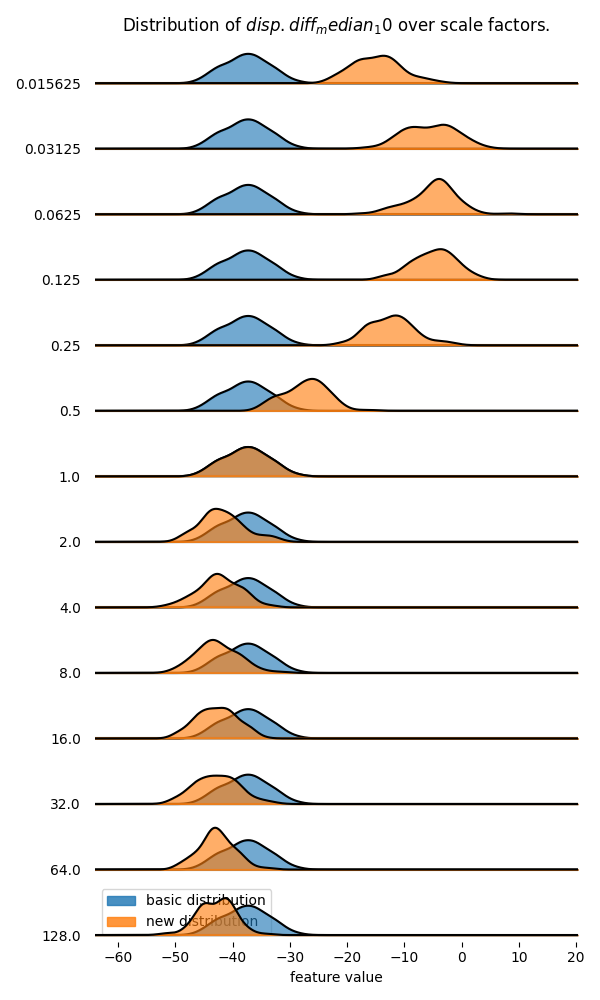 Distribution of disp.diff_median_10 over scale factors.
0.015625
0.03125
0.0625
0.125
0.25
0.5
1.0
2.0
4.0
8.0
16.0
32.0
64.0
128.0
basic distribution
new distribution
−60 −50 −40 −30 −20 −10 0 10 20
feature value